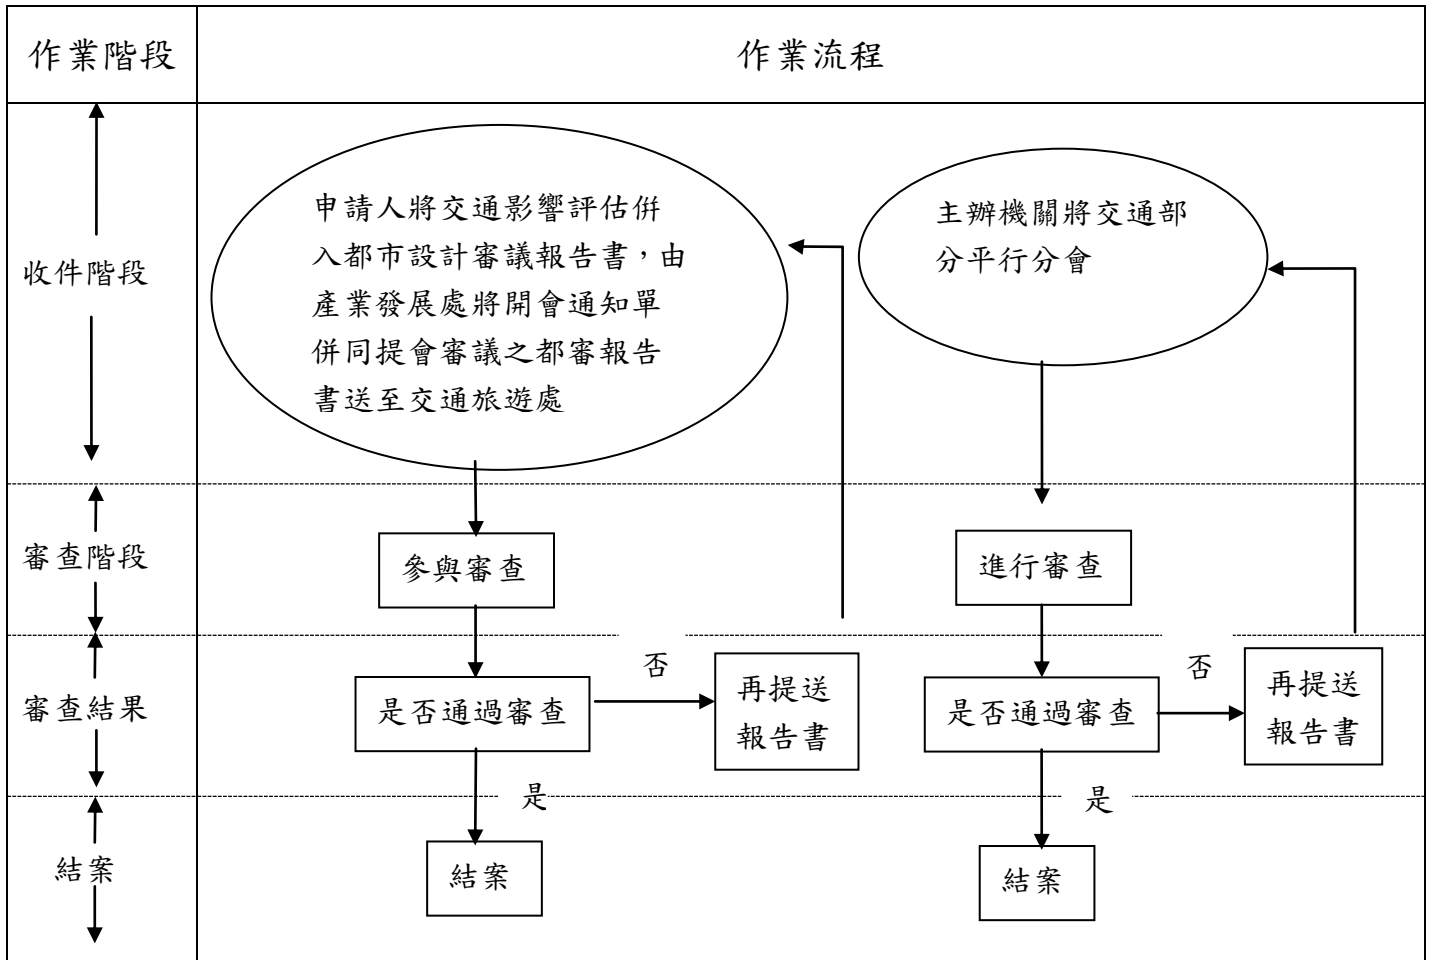 作業階段
作業流程
收件階段
申請人將交通影響評估併
入都市設計審議報告書，由
產業發展處將開會通知單
併同提會審議之都審報告
書送至交通旅遊處
主辦機關將交通部
分平行分會
審查階段
參與審查
進行審查
審查結果
是否通過審查
否
再提送
報告書
是否通過審查
否
再提送
報告書
是
是
結案
結案
結案